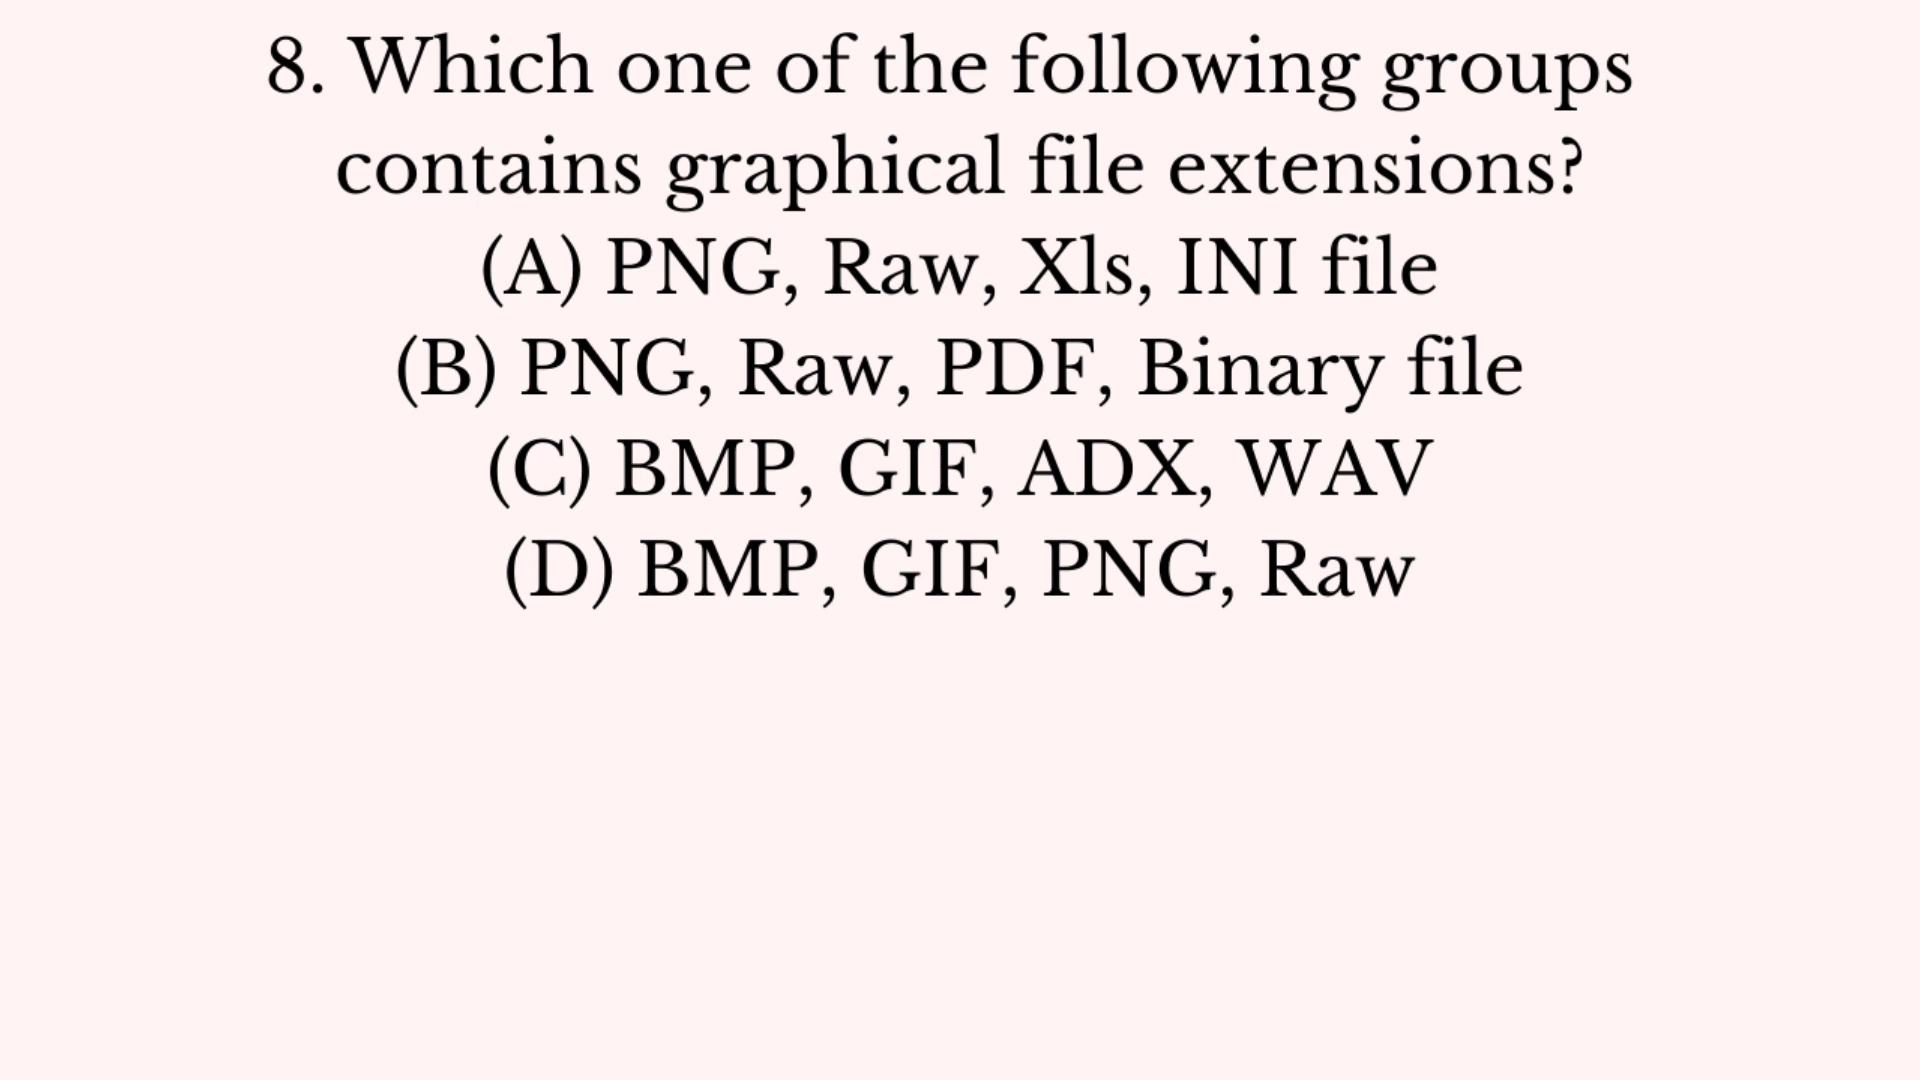 8. Which one of the following groups
contains graphical file extensions?
(A) PNG, Raw, Xls, INI file
(B) PNG, Raw, PDF, Binary file
(C) BMP, GIF, ADX, WAV
(D) BMP, GIF, PNG, Raw